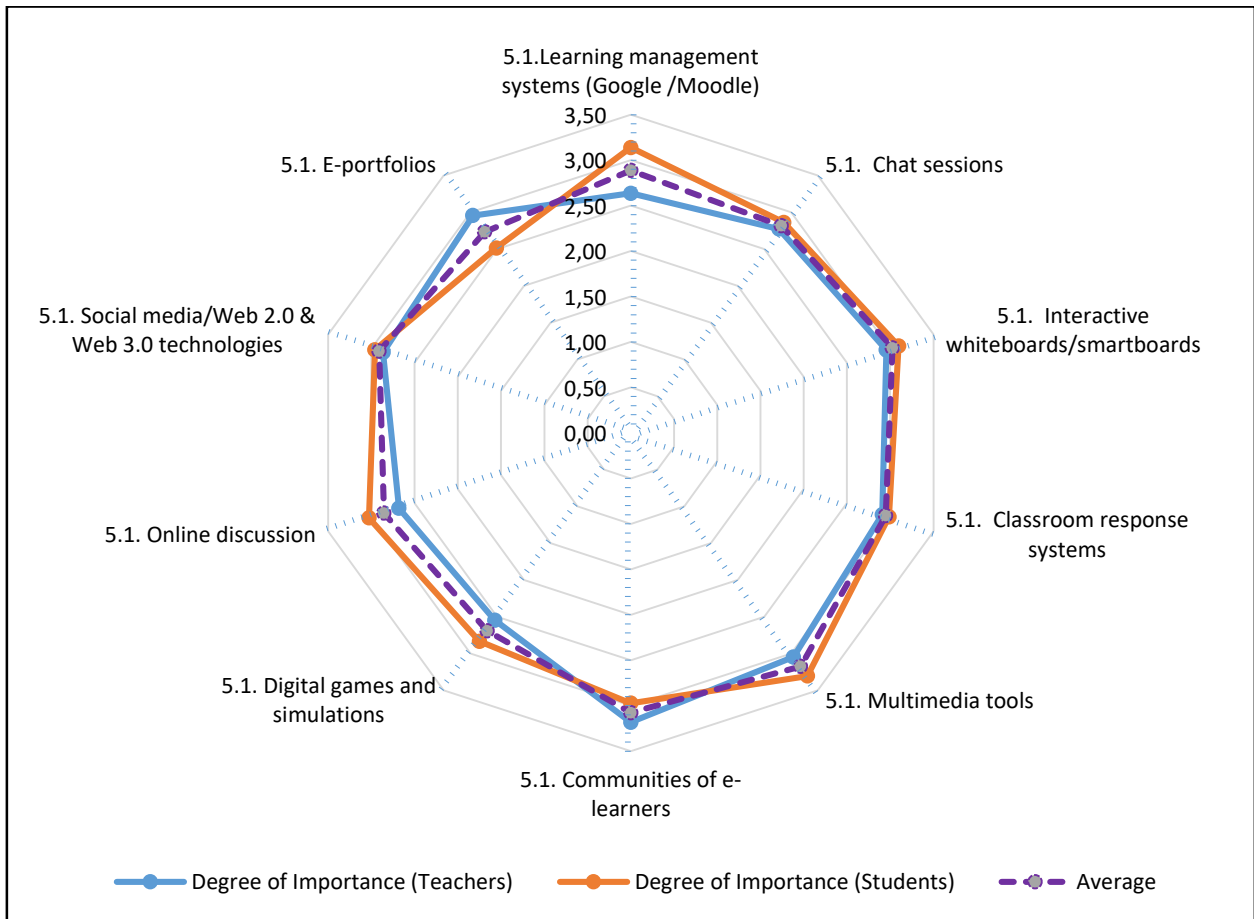 5.1.Learning management
systems (Google /Moodle)
3,50
3,00
2,50
2,00
1,50
1,00
0,50
0,00
5.1.  Chat sessions
5.1.  Interactive
whiteboards/smartboards
5.1.  Classroom response
systems
5.1. Multimedia tools
5.1. Communities of e-
learners
5.1. Digital games and
simulations
5.1. Online discussion
5.1. Social media/Web 2.0 &
Web 3.0 technologies
5.1. E-portfolios
Degree of Importance (Teachers)
Degree of Importance (Students)
Average